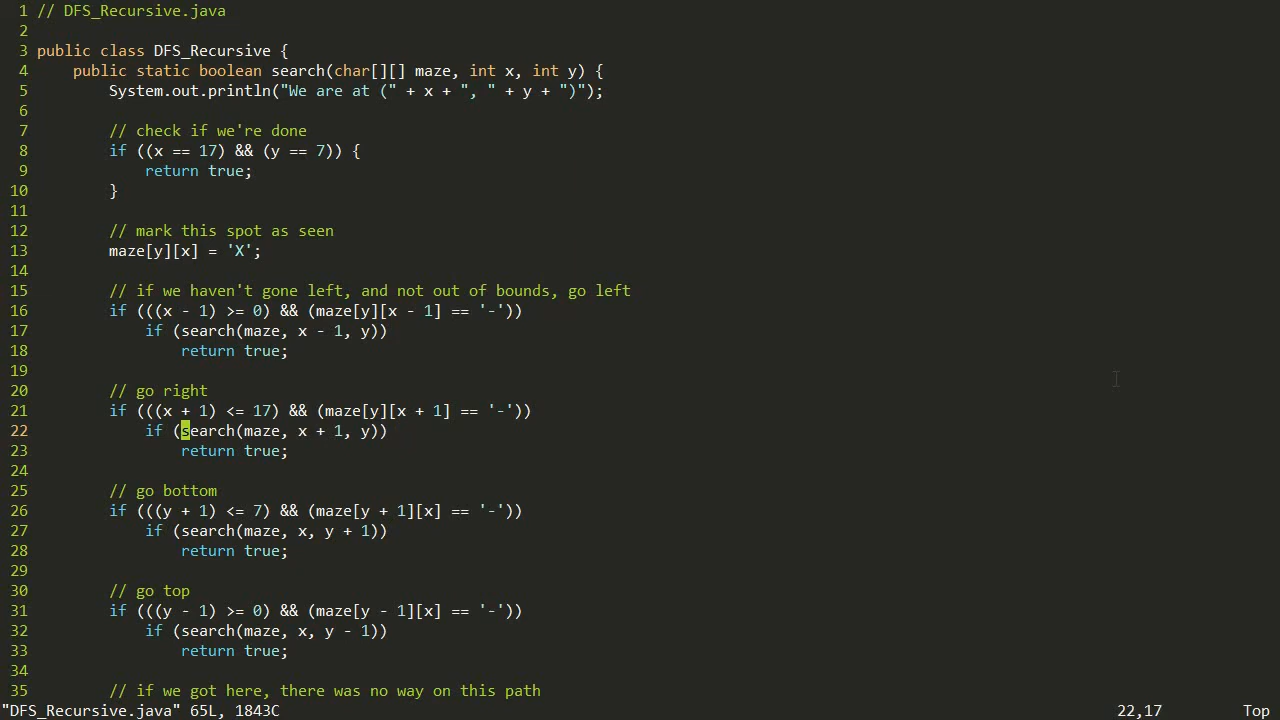 1 // DFS_Recursive.java
2
3 public class DFS_Recursive {
4     public static boolean search(char[][] maze, int x, int y) {
5         System.out.println("We are at (" + x + ", " + y + ")");
6
7         // check if we're done
8         if ((x == 17) && (y == 7)) {
9             return true;
10         }
11
12         // mark this spot as seen
13         maze[y][x] = 'X';
14
15         // if we haven't gone left, and not out of bounds, go left
16         if (((x - 1) >= 0) && (maze[y][x - 1] == '-'))
17             if (search(maze, x - 1, y))
18                 return true;
19
20         // go right
21         if (((x + 1) <= 17) && (maze[y][x + 1] == '-'))
22             if (search(maze, x + 1, y))
23                 return true;
24
25         // go bottom
26         if (((y + 1) <= 7) && (maze[y + 1][x] == '-'))
27             if (search(maze, x, y + 1))
28                 return true;
29
30         // go top
31         if (((y - 1) >= 0) && (maze[y - 1][x] == '-'))
32             if (search(maze, x, y - 1))
33                 return true;
34
35         // if we got here, there was no way on this path
"DFS_Recursive.java" 65L, 1843C 22,17 Top